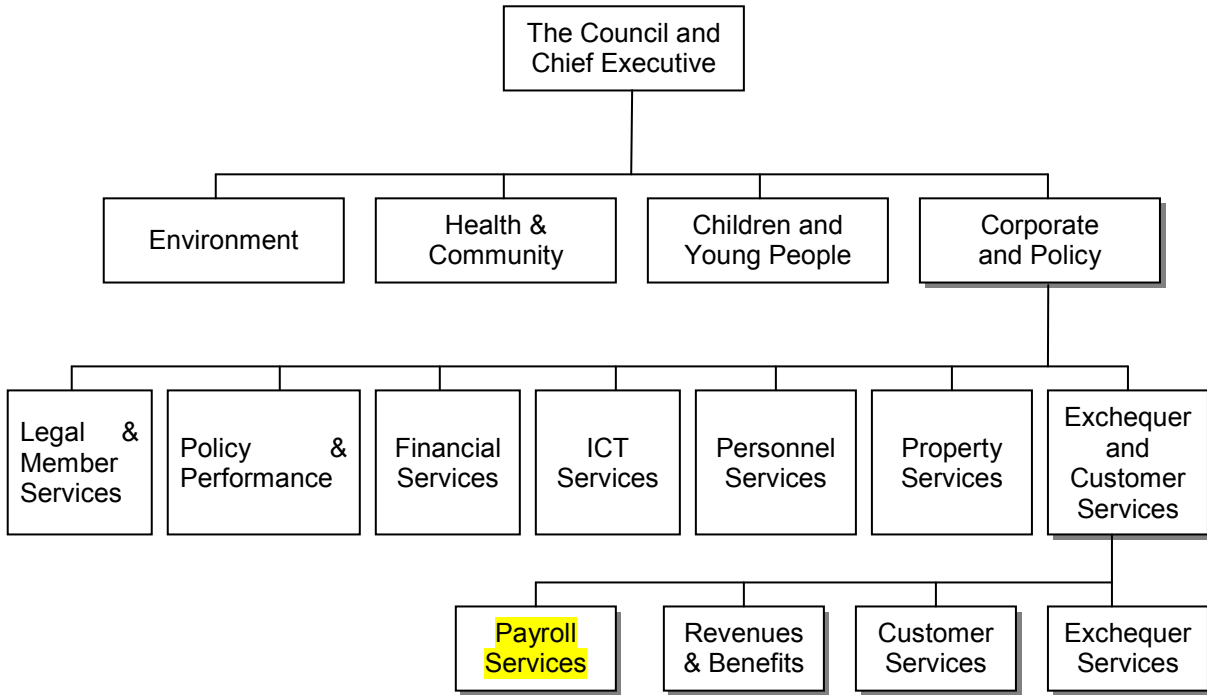 The Council and
Chief Executive
Environment
Health &
Community
Children and
Young People
Corporate
and Policy
Legal &
Member
Services
Policy &
Performance
Financial
Services
ICT
Services
Personnel
Services
Property
Services
Exchequer
and
Customer
Services
Payroll
Services
Revenues
& Benefits
Customer
Services
Exchequer
Services